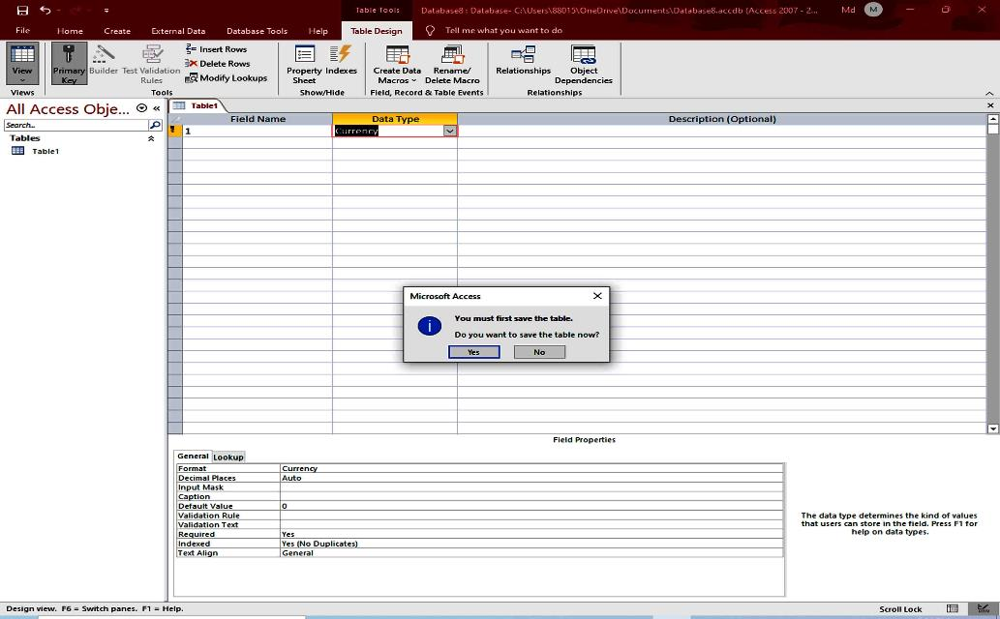 Table Tools
Database8 : Database- C:\Users\88015\OneDrive\Documents\Database8.accdb (Access 2007 - 2...
Md
M
File
Home
Create
External Data
Database Tools
Help
Table Design
Tell me what you want to do
View
Primary Key
Builder
Test Validation Rules
Insert Rows
Delete Rows
Modify Lookups
Property Sheet
Indexes
Create Data Macros
Rename/ Delete Macro
Relationships
Object Dependencies
Views
Tools
Show/Hide
Field, Record & Table Events
Relationships
All Access Obje...
Search...
Tables
Table1
Table1
Field Name
Data Type
Description (Optional)
1
Currency
Microsoft Access
You must first save the table.
Do you want to save the table now?
Yes
No
Field Properties
General
Lookup
Format Currency
Decimal Places Auto
Input Mask
Caption
Default Value 0
Validation Rule
Validation Text
Required Yes
Indexed Yes (No Duplicates)
Text Align General
The data type determines the kind of values
that users can store in the field. Press F1 for
help on data types.
Design view. F6 = Switch panes. F1 = Help.
Scroll Lock